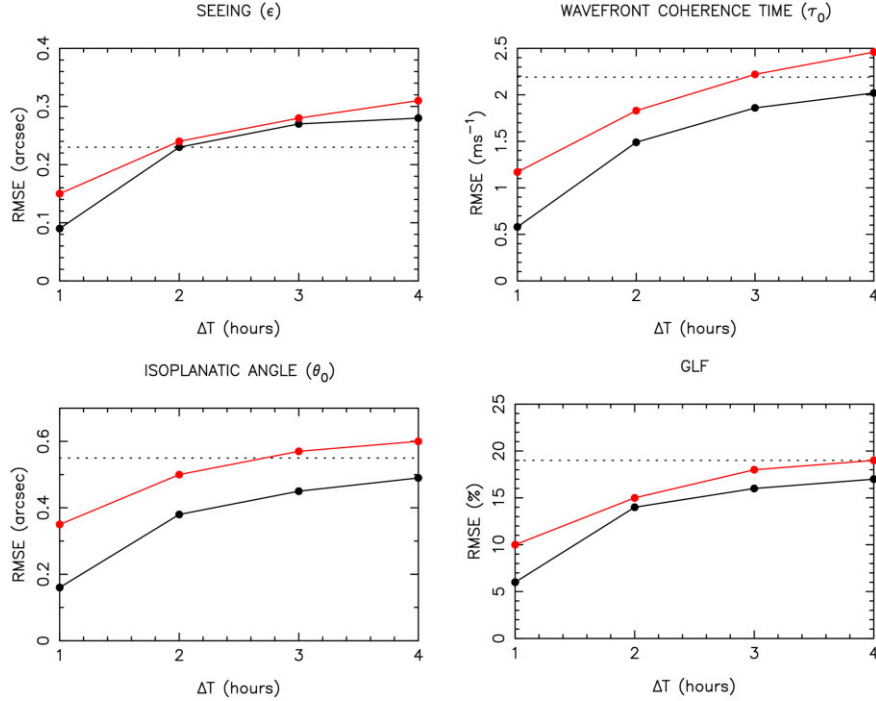 SEEING (ϵ)
RMSE (arcsec)
0.4
0.3
0.2
0.1
0
1 2 3 4
ΔT (hours)
WAVEFRONT COHERENCE TIME (τ₀)
RMSE (ms⁻¹)
2.5
2
1.5
1
0.5
0
1 2 3 4
ΔT (hours)
ISOPLANATIC ANGLE (θ₀)
RMSE (arcsec)
0.6
0.4
0.2
0
1 2 3 4
ΔT (hours)
GLF
RMSE (%)
25
20
15
10
5
0
1 2 3 4
ΔT (hours)